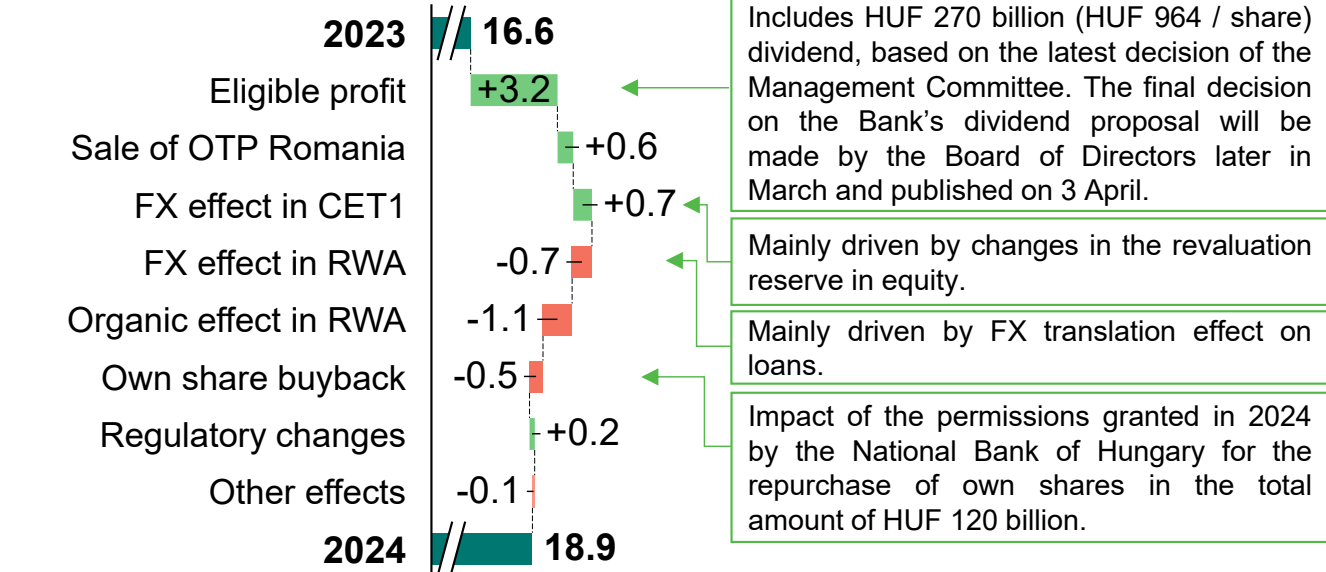 2023 16.6
Eligible profit +3.2
Sale of OTP Romania +0.6
FX effect in CET1 +0.7
FX effect in RWA -0.7
Organic effect in RWA -1.1
Own share buyback -0.5
Regulatory changes +0.2
Other effects -0.1
2024 18.9
Includes HUF 270 billion (HUF 964 / share)
dividend, based on the latest decision of the
Management Committee. The final decision
on the Bank’s dividend proposal will be
made by the Board of Directors later in
March and published on 3 April.
Mainly driven by changes in the revaluation
reserve in equity.
Mainly driven by FX translation effect on
loans.
Impact of the permissions granted in 2024
by the National Bank of Hungary for the
repurchase of own shares in the total
amount of HUF 120 billion.